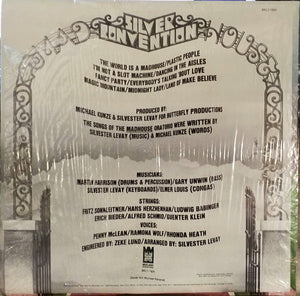 SILVER
CONVENTION
THE WORLD IS A MADHOUSE/PLASTIC PEOPLE
I'M NOT A SLOT MACHINE/DANCING IN THE AISLES
FANCY PARTY/EVERYBODY'S TALKING 'BOUT LOVE
MAGIC MOUNTAIN/MIDNIGHT LADY/LAND OF MAKE BELIEVE
PRODUCED BY:
MICHAEL KUNZE & SILVESTER LEVAY FOR BUTTERFLY PRODUCTIONS
THE SONGS OF THE MADHOUSE ORATORIO WERE WRITTEN BY
SILVESTER LEVAY (MUSIC) & MICHAEL KUNZE (WORDS)
MUSICIANS:
MARTIN HARRISON (DRUMS & PERCUSSION)/GARY UNWIN (BASS)
SILVESTER LEVAY (KEYBOARDS)/ELMER LOUIS (CONGAS)
STRINGS:
FRITZ SONNLEITNER/HANS HERZENHAN/LUDWIG BABINGER
ERICH BIEDER/ALFRED SCHMID/GUENTER KLEIN
VOICES:
PENNY McLEAN/RAMONA WOLF/RHONDA HEATH
ENGINEERED BY: ZEKE LUND/ARRANGED BY: SILVESTER LEVAY